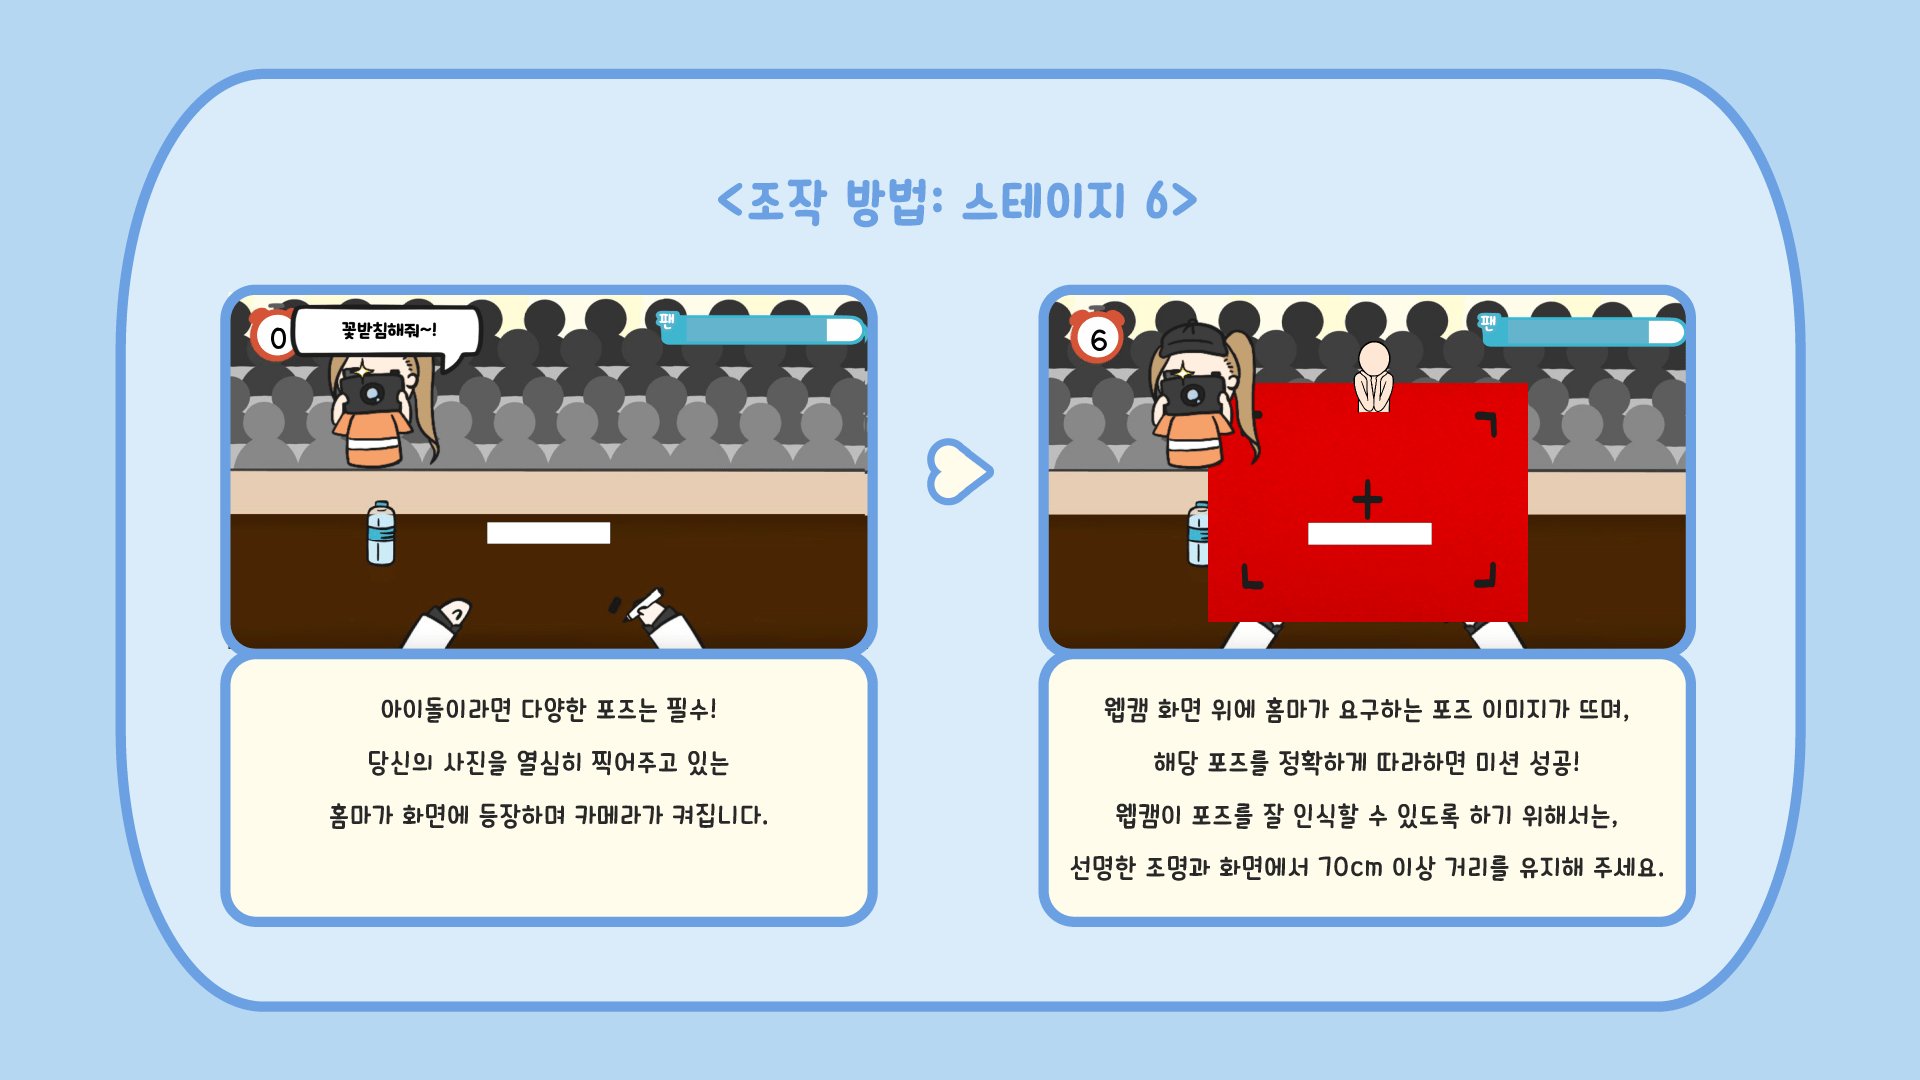 <조작 방법: 스테이지 6>
0
꽃받침해줘~!
팬
6
팬
아이돌이라면 다양한 포즈는 필수!
당신의 사진을 열심히 찍어주고 있는
홈마가 화면에 등장하며 카메라가 켜집니다.
웹캠 화면 위에 홈마가 요구하는 포즈 이미지가 뜨며,
해당 포즈를 정확하게 따라하면 미션 성공!
웹캠이 포즈를 잘 인식할 수 있도록 하기 위해서는,
선명한 조명과 화면에서 70cm 이상 거리를 유지해 주세요.